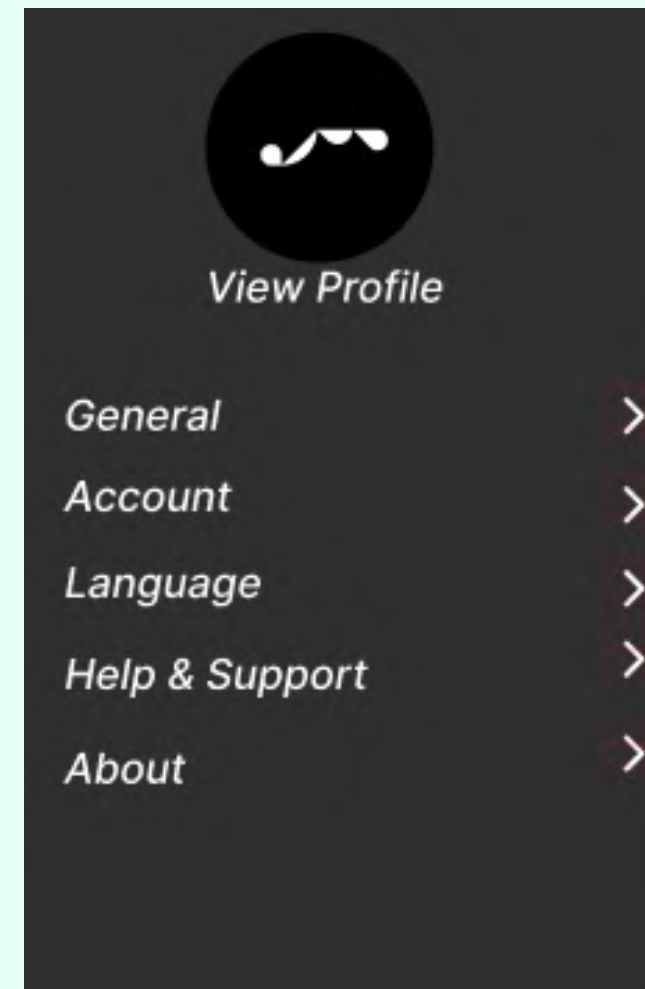 View Profile
General
Account
Language
Help & Support
About